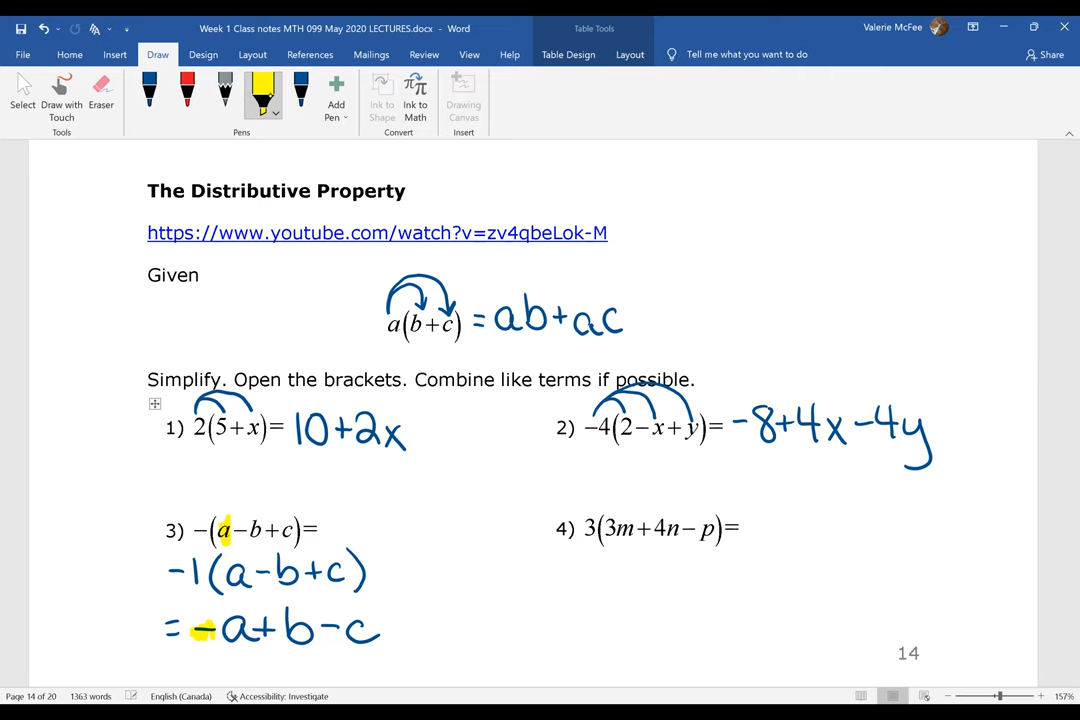 Week 1 Class notes MTH 099 May 2020 LECTURES.docx - Word
Table Tools
Valerie McFee
File Home Insert Draw Design Layout References Mailings Review View Help Table Design Layout Tell me what you want to do Share
Select Draw with Touch Eraser Add Pen Ink to Shape Ink to Math Drawing Canvas
Tools Pens Convert Insert
The Distributive Property
https://www.youtube.com/watch?v=zv4qbeLok-M
Given
a(b+c) = ab+ac
Simplify. Open the brackets. Combine like terms if possible.
1) 2(5+x)= 10+2x
2) −4(2−x+y)= -8+4x-4y
3) −(a−b+c)=
4) 3(3m+4n−p)=
-1(a-b+c)
= -a+b-c
14
Page 14 of 20 1363 words English (Canada) Accessibility: Investigate 157%